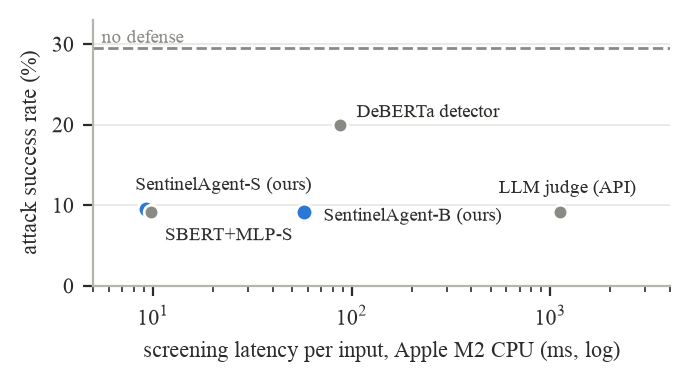 no defense
30
DeBERTa detector
20
SentinelAgent-S (ours)
LLM judge (API)
10
SentinelAgent-B (ours)
SBERT+MLP-S
0
10¹
10²
10³
attack success rate (%)
screening latency per input, Apple M2 CPU (ms, log)